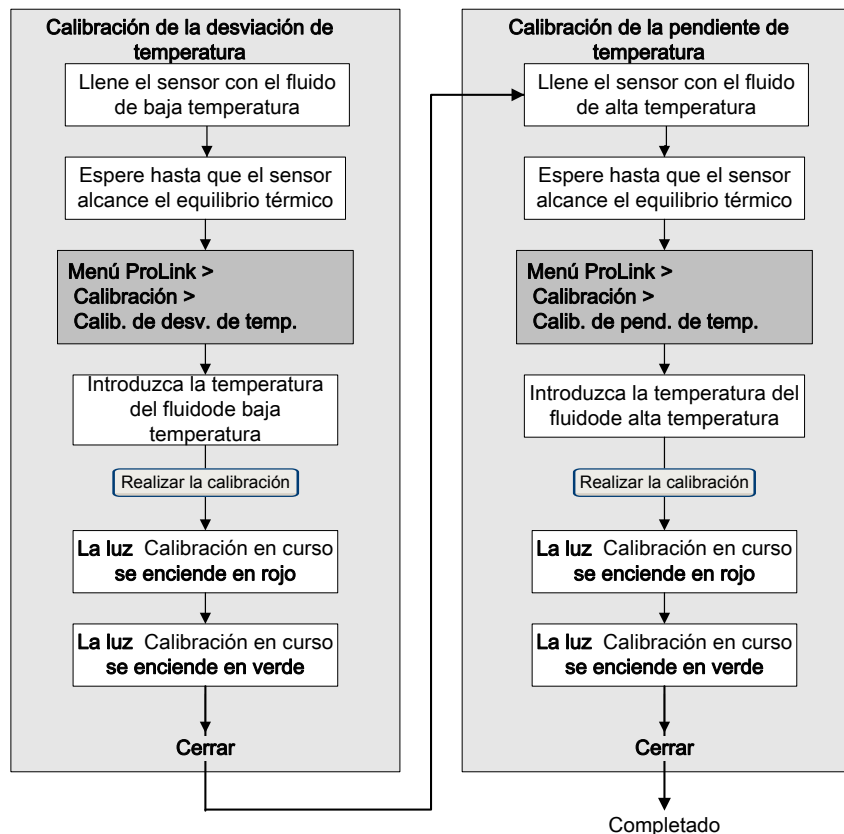 Calibración de la desviación de
temperatura
Llene el sensor con el fluido
de baja temperatura
Espere hasta que el sensor
alcance el equilibrio térmico
Menú ProLink >
Calibración >
Calib. de desv. de temp.
Introduzca la temperatura
del fluidode baja
temperatura
Realizar la calibración
La luz Calibración en curso
se enciende en rojo
La luz Calibración en curso
se enciende en verde
Cerrar
Calibración de la pendiente de
temperatura
Llene el sensor con el fluido
de alta temperatura
Espere hasta que el sensor
alcance el equilibrio térmico
Menú ProLink >
Calibración >
Calib. de pend. de temp.
Introduzca la temperatura del
fluidode alta temperatura
Realizar la calibración
La luz Calibración en curso
se enciende en rojo
La luz Calibración en curso
se enciende en verde
Cerrar
Completado